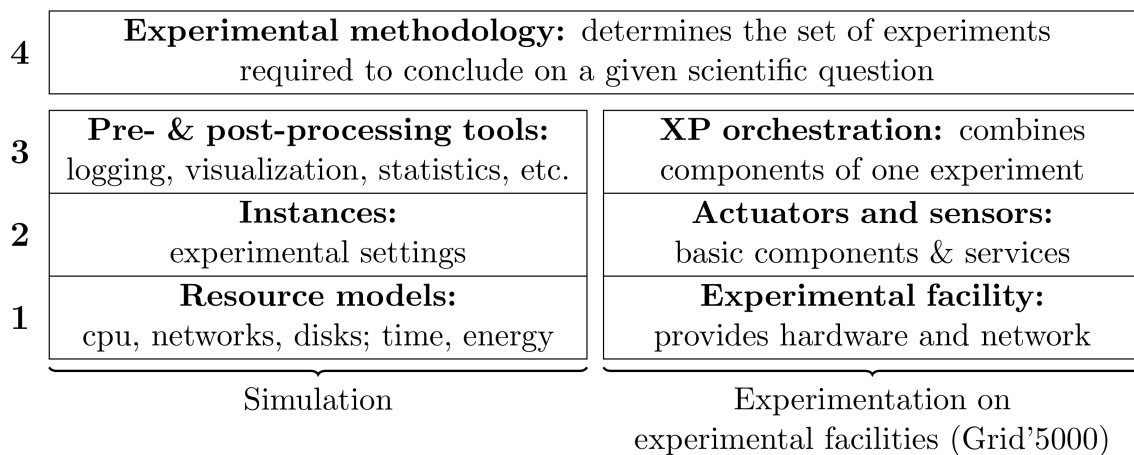 4
Experimental methodology: determines the set of experiments
required to conclude on a given scientific question
3
Pre- & post-processing tools:
logging, visualization, statistics, etc.
XP orchestration: combines
components of one experiment
2
Instances:
experimental settings
Actuators and sensors:
basic components & services
1
Resource models:
cpu, networks, disks; time, energy
Experimental facility:
provides hardware and network
Simulation
Experimentation on
experimental facilities (Grid'5000)